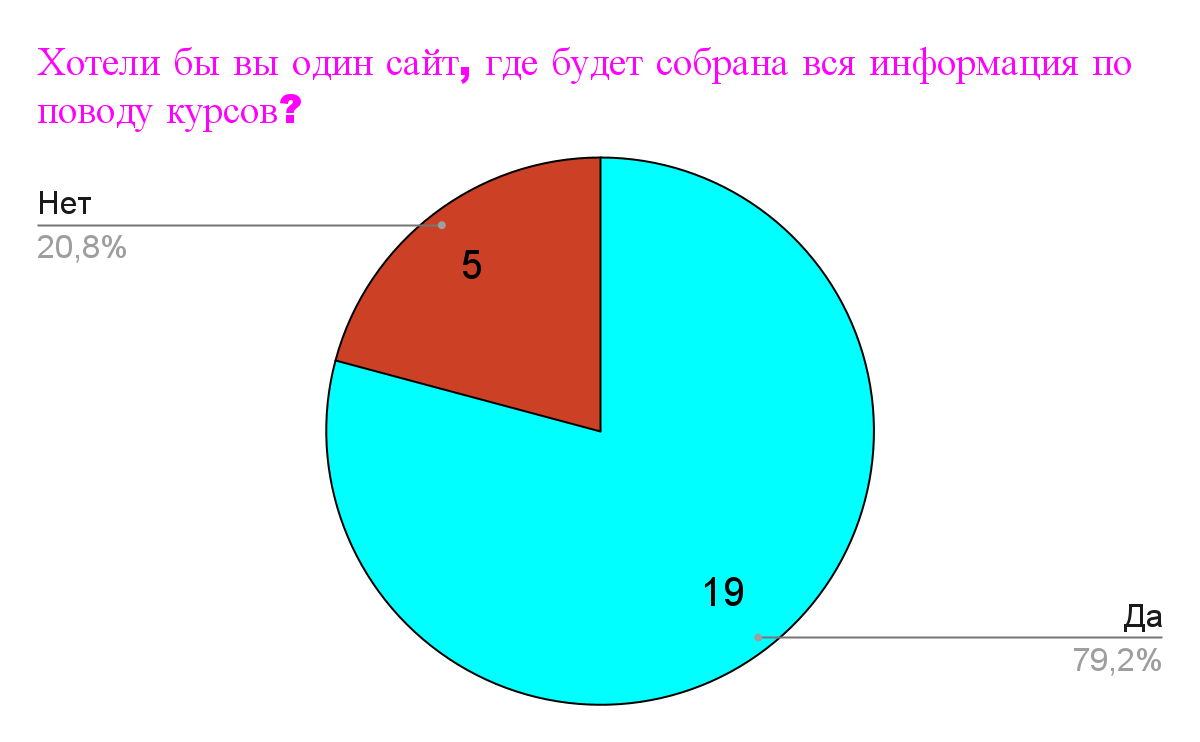 Хотели бы вы один сайт, где будет собрана вся информация по
поводу курсов?
Нет
20,8%
5
19
Да
79,2%